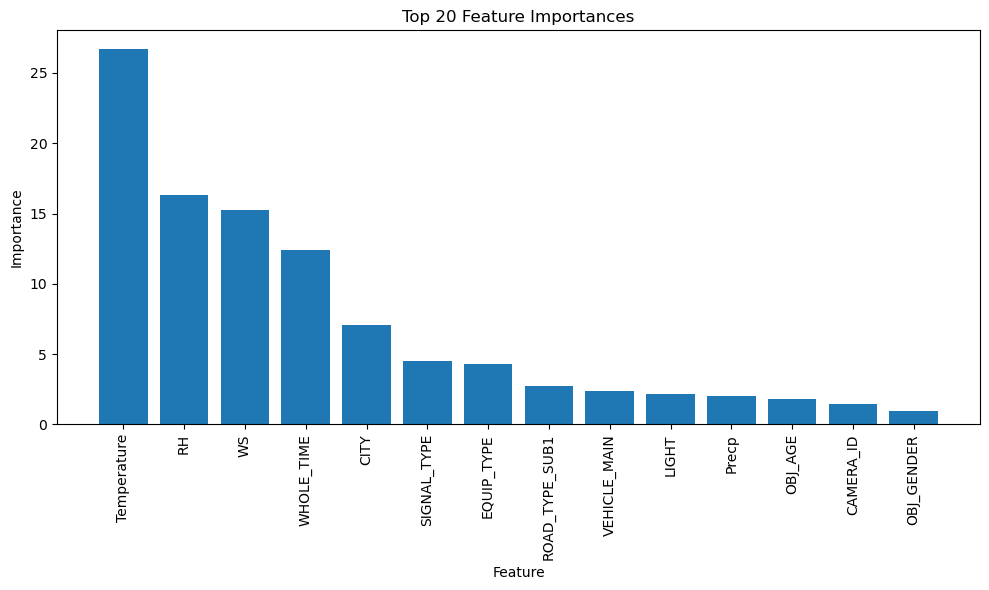 Top 20 Feature Importances
Importance
25
20
15
10
5
0
Temperature
RH
WS
WHOLE_TIME
CITY
SIGNAL_TYPE
EQUIP_TYPE
ROAD_TYPE_SUB1
VEHICLE_MAIN
LIGHT
Precp
OBJ_AGE
CAMERA_ID
OBJ_GENDER
Feature